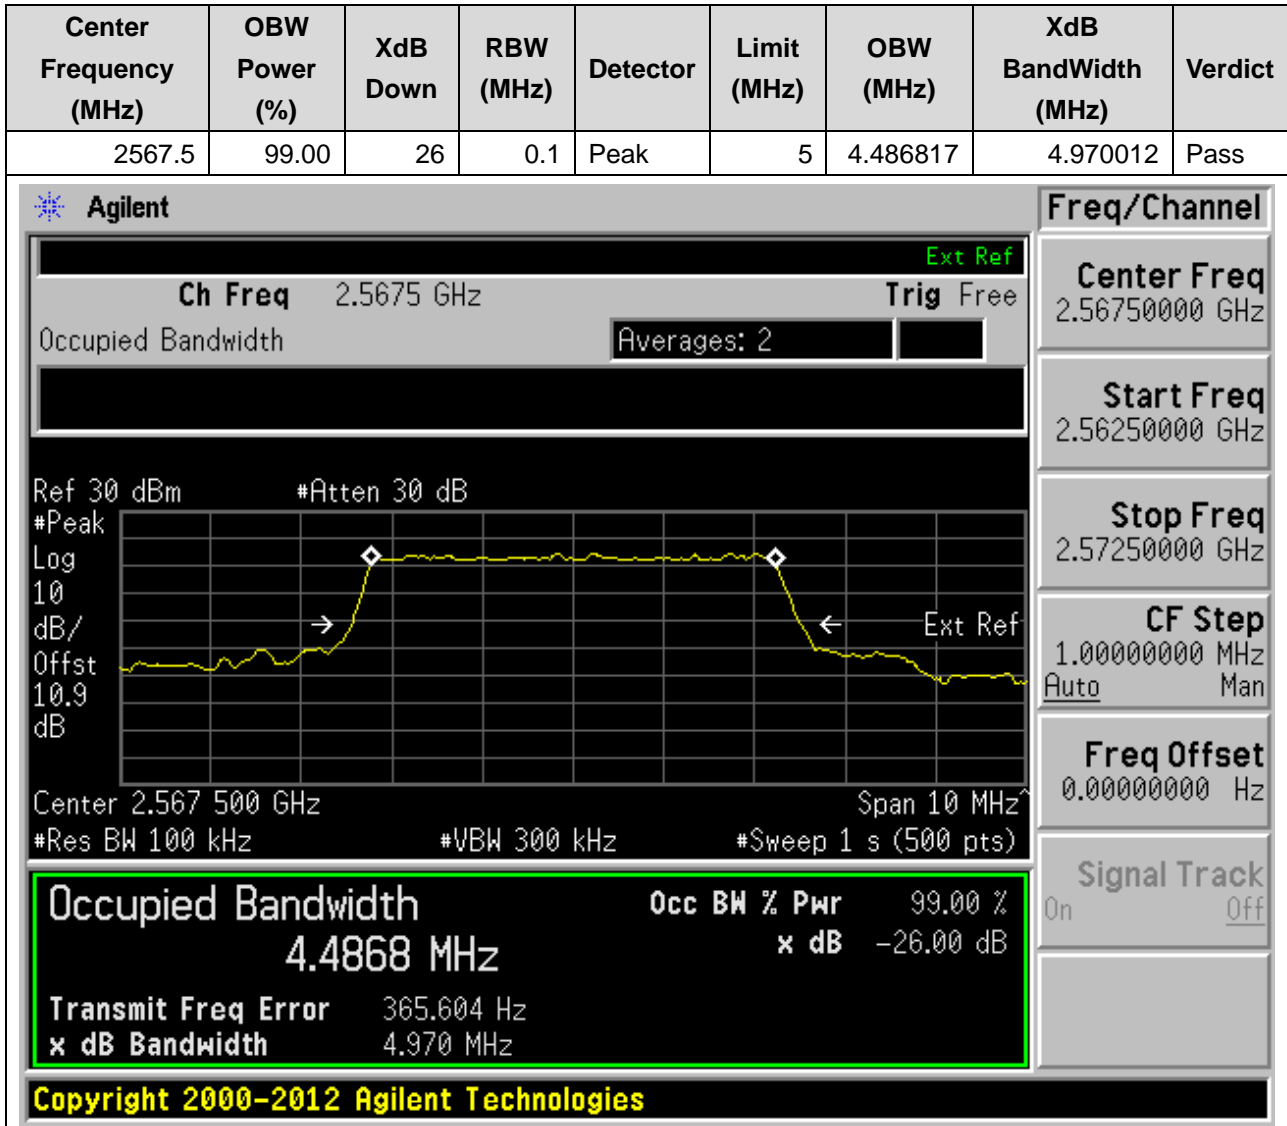 Center Frequency (MHz) OBW Power (%) XdB Down RBW (MHz) Detector Limit (MHz) OBW (MHz) XdB BandWidth (MHz) Verdict
2567.5 99.00 26 0.1 Peak 5 4.486817 4.970012 Pass
Agilent
Freq/Channel
Ext Ref
Ch Freq 2.5675 GHz Trig Free
Occupied Bandwidth Averages: 2
Center Freq
2.56750000 GHz
Start Freq
2.56250000 GHz
Stop Freq
2.57250000 GHz
CF Step
1.00000000 MHz
Auto Man
Freq Offset
0.00000000 Hz
Signal Track
On Off
Ref 30 dBm #Atten 30 dB
#Peak
Log
10
dB/
Offst
10.9
dB
Ext Ref
Center 2.567 500 GHz Span 10 MHz^
#Res BW 100 kHz #VBW 300 kHz #Sweep 1 s (500 pts)
Occupied Bandwidth
4.4868 MHz
Occ BW % Pwr 99.00 %
x dB -26.00 dB
Transmit Freq Error 365.604 Hz
x dB Bandwidth 4.970 MHz
Copyright 2000-2012 Agilent Technologies